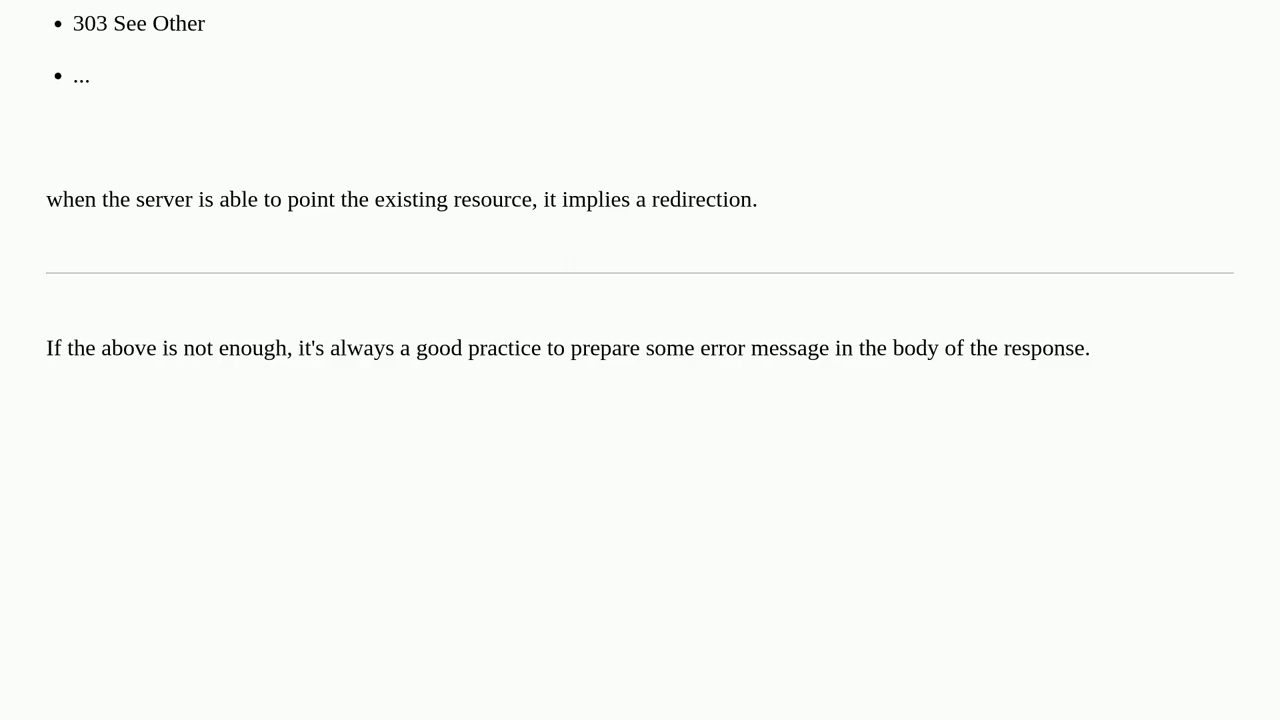 • 303 See Other
• ...
when the server is able to point the existing resource, it implies a redirection.
If the above is not enough, it's always a good practice to prepare some error message in the body of the response.